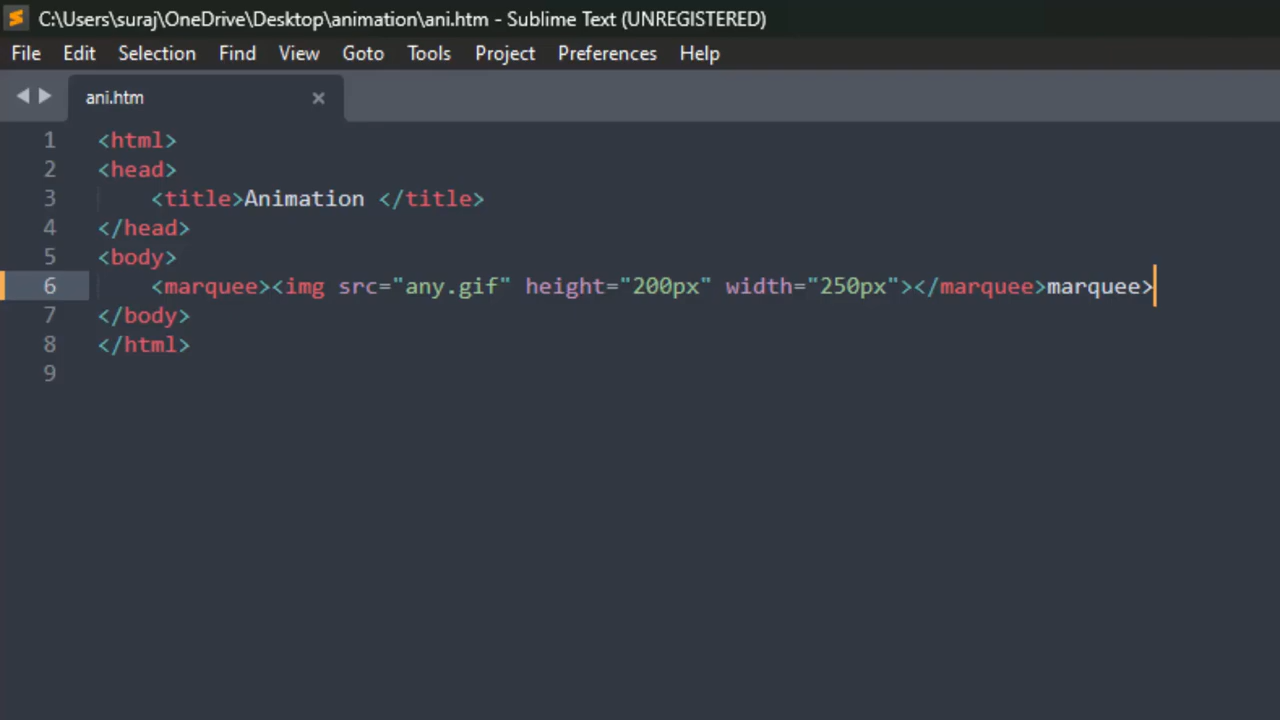 C:\Users\suraj\OneDrive\Desktop\animation\ani.htm - Sublime Text (UNREGISTERED)
File Edit Selection Find View Goto Tools Project Preferences Help
ani.htm
1 <html>
2 <head>
3     <title>Animation </title>
4 </head>
5 <body>
6     <marquee><img src="any.gif" height="200px" width="250px"></marquee>marquee>
7 </body>
8 </html>
9